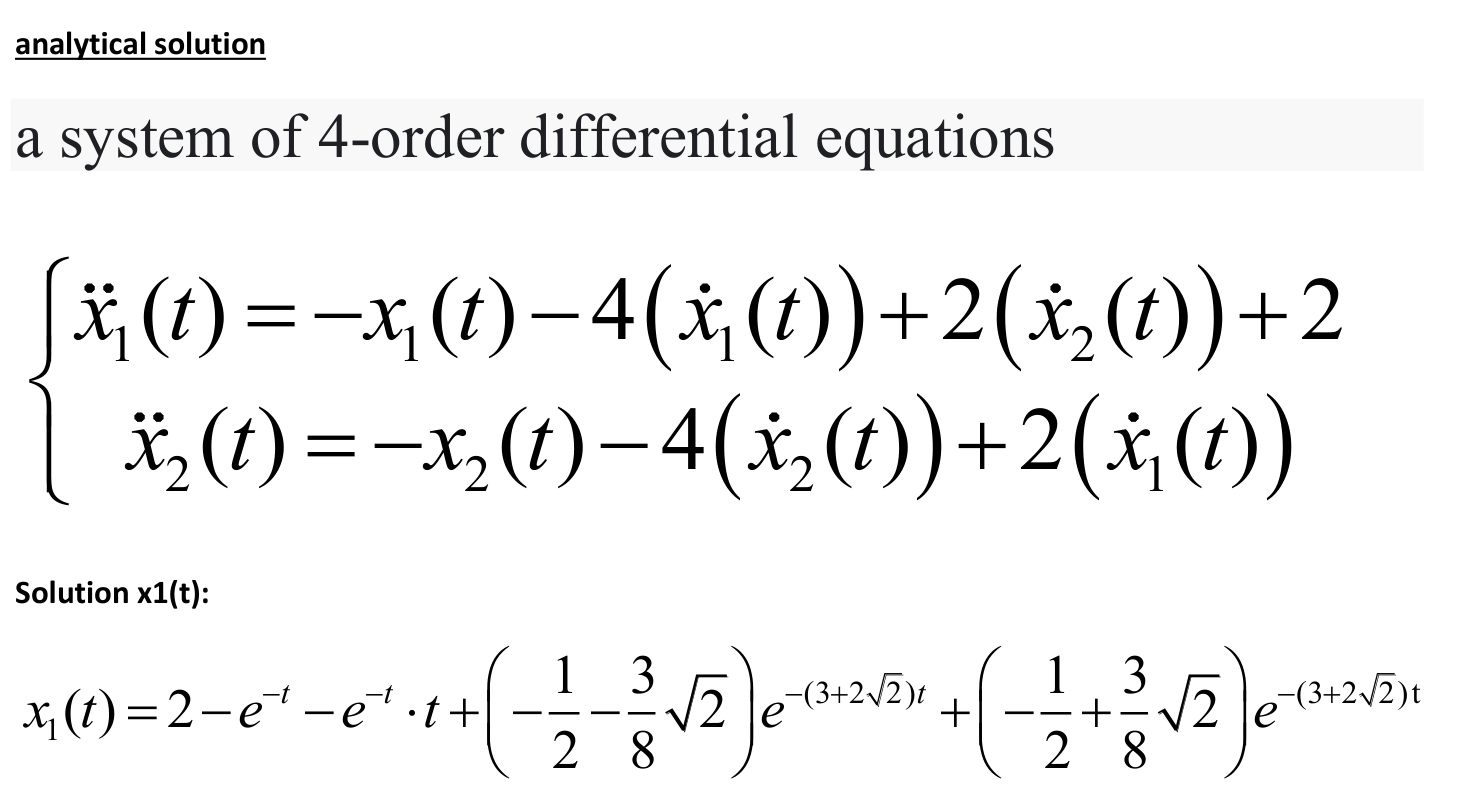 analytical solution
a system of 4-order differential equations
ẍ₁(t) = −x₁(t) − 4(ẋ₁(t)) + 2(ẋ₂(t)) + 2
ẍ₂(t) = −x₂(t) − 4(ẋ₂(t)) + 2(ẋ₁(t))
Solution x1(t):
x₁(t) = 2 − e^{−t} − e^{−t} · t + (−1/2 − 3/8 √2) e^{−(3+2√2)t} + (−1/2 + 3/8 √2) e^{−(3+2√2)t}